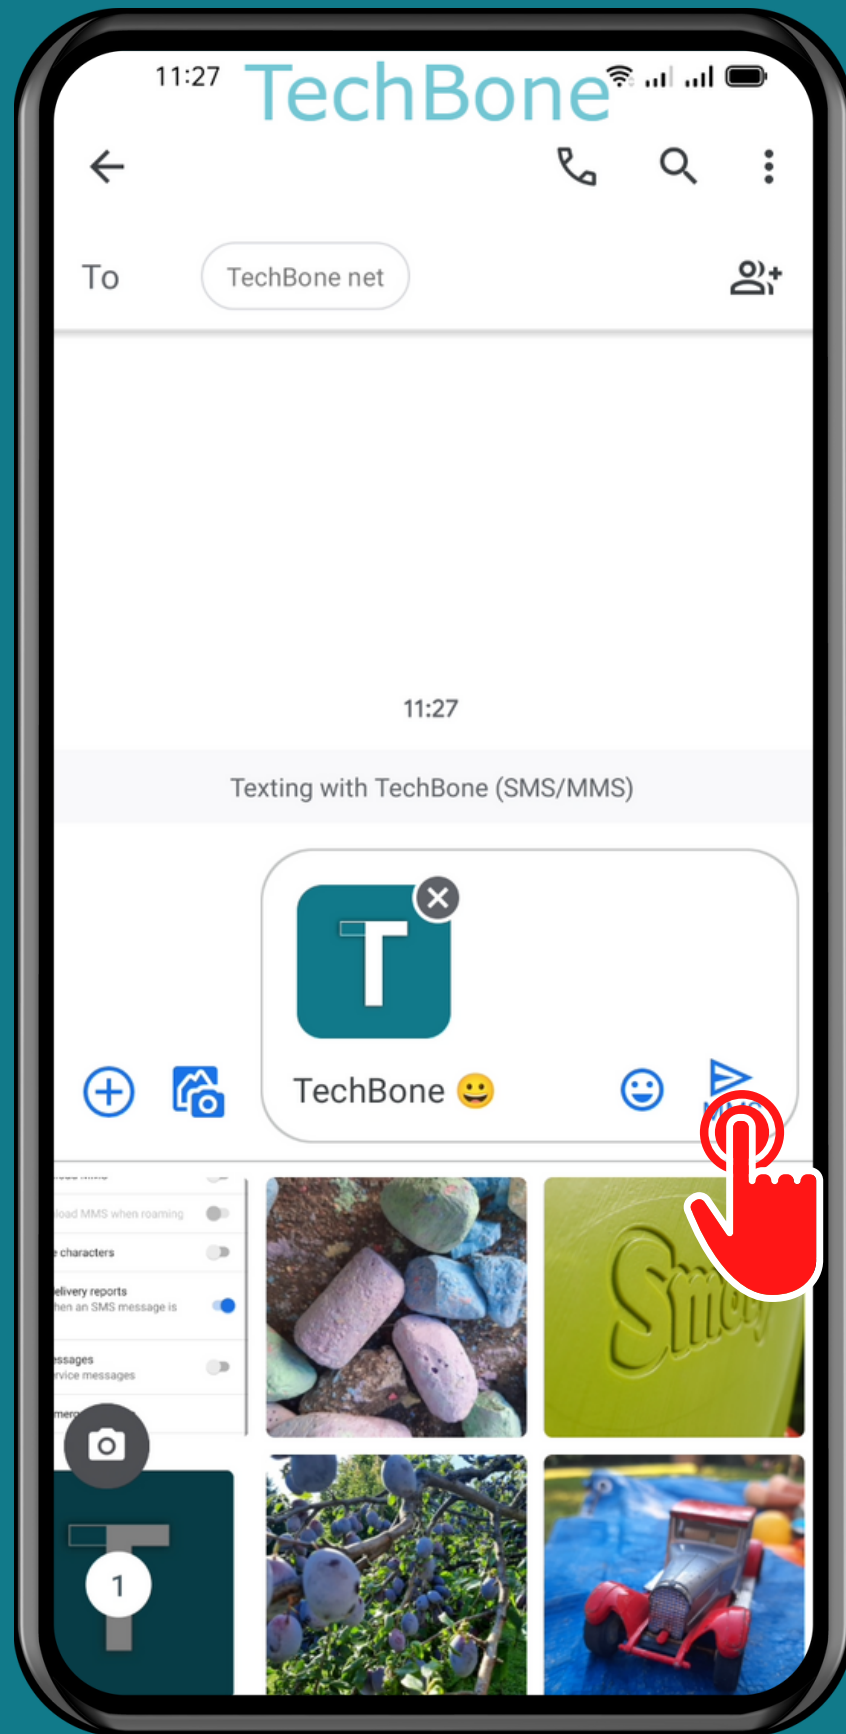 11:27
TechBone
To
TechBone net
11:27
Texting with TechBone (SMS/MMS)
T
TechBone 😀
load MMS when roaming
e characters
elivery reports
hen an SMS message is
essages
rvice messages
T
1